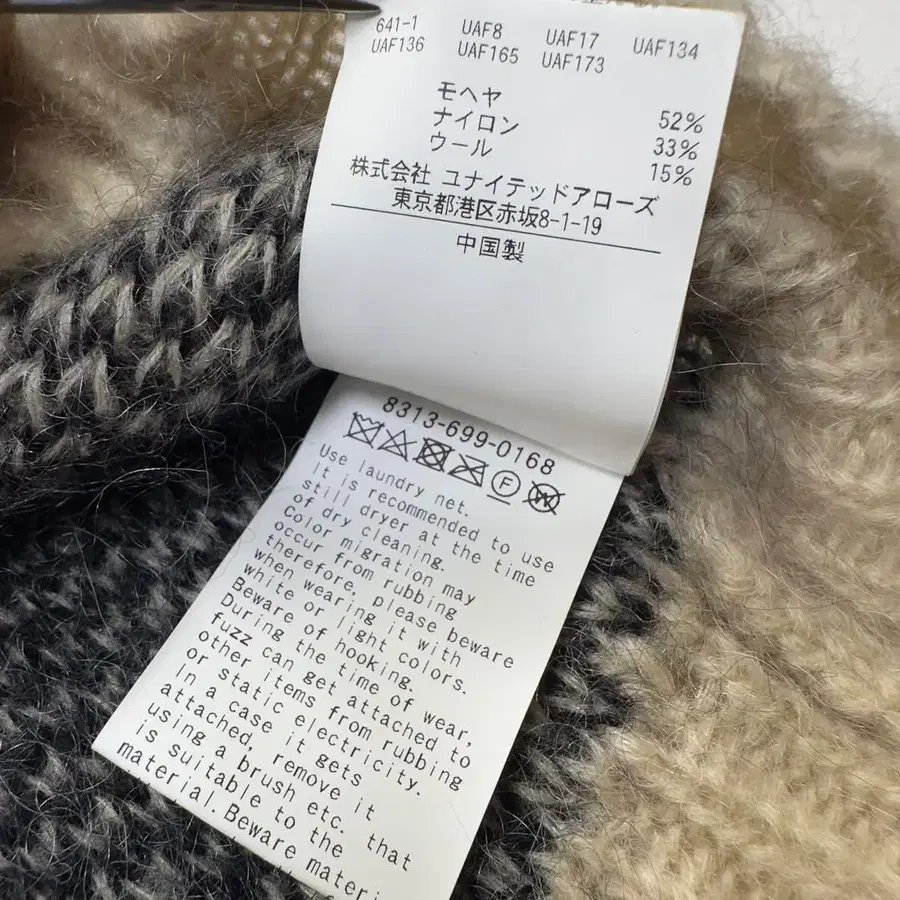 641-1 UAF8 UAF17 UAF134
UAF136 UAF165 UAF173
モヘヤ 52%
ナイロン 33%
ウール 15%
株式会社 ユナイテッドアローズ
東京都港区赤坂8-1-19
中国製
8313-699-0168
F W
Use laundry net.
It is recommended to use
still dryer at the time
of dry cleaning.
Color migration may
occur from rubbing
therefore, please beware
when wearing it with
white or light colors.
Beware of hooking.
During the time of wear,
fuzz can get attached to
other items from rubbing
or static electricity.
In a case it gets
attached, remove it
using a brush etc. that
is suitable to the
material. Beware materi